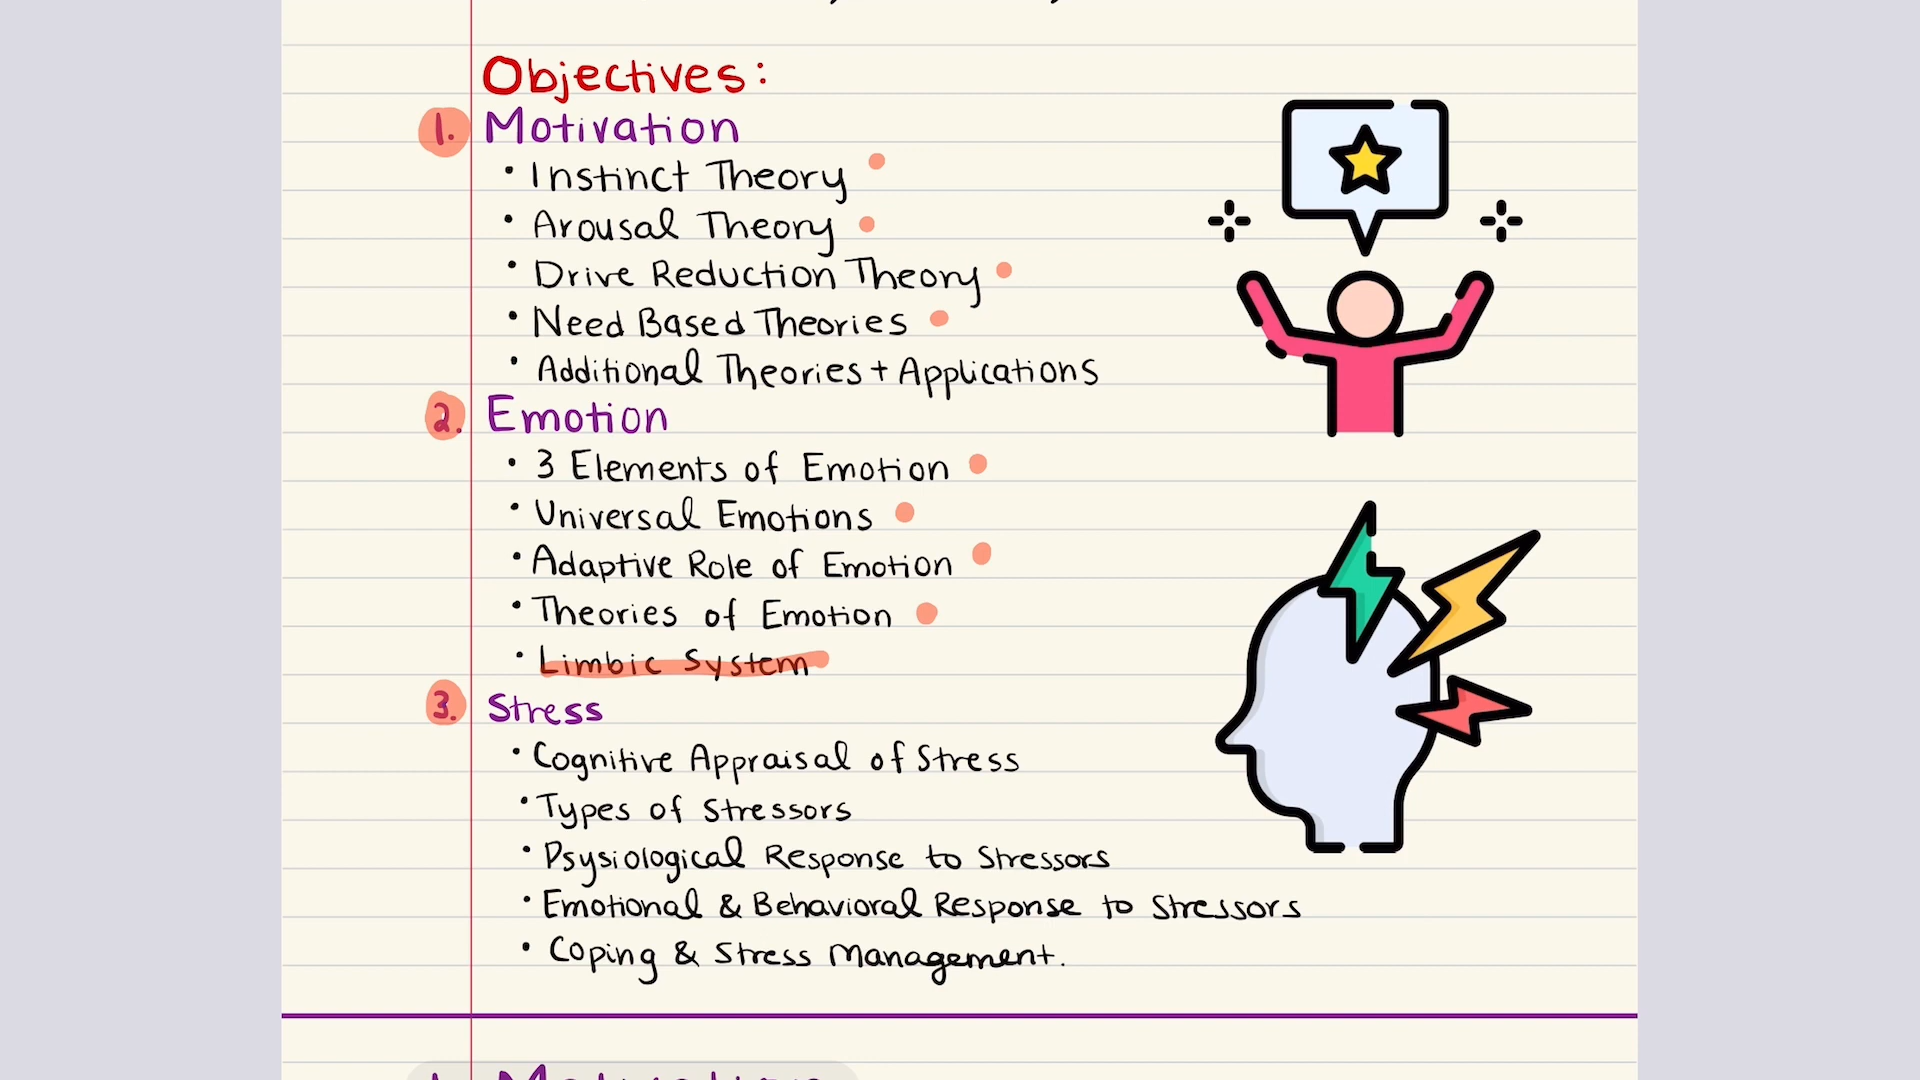 Objectives:
1. Motivation
• Instinct Theory
• Arousal Theory
• Drive Reduction Theory
• Need Based Theories
• Additional Theories + Applications
2. Emotion
• 3 Elements of Emotion
• Universal Emotions
• Adaptive Role of Emotion
• Theories of Emotion
• Limbic System
3. Stress
• Cognitive Appraisal of Stress
• Types of Stressors
• Psysiological Response to Stressors
• Emotional & Behavioral Response to Stressors
• Coping & Stress Management.
1. Motivation